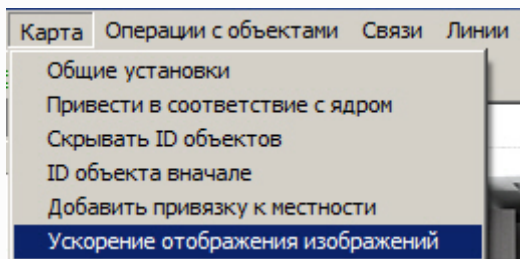 Карта Операции с объектами Связи Линии
Общие установки
Привести в соответствие с ядром
Скрывать ID объектов
ID объекта вначале
Добавить привязку к местности
Ускорение отображения изображений